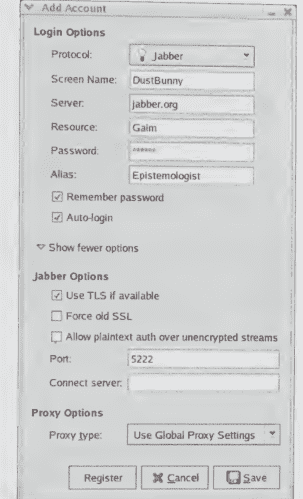 Add Account
Login Options
Protocol: Jabber
Screen Name: DustBunny
Server: jabber.org
Resource: Gaim
Password: ******
Alias: Epistemologist
Remember password
Auto-login
Show fewer options
Jabber Options
Use TLS if available
Force old SSL
Allow plaintext auth over unencrypted streams
Port: 5222
Connect server:
Proxy Options
Proxy type: Use Global Proxy Settings
Register Cancel Save